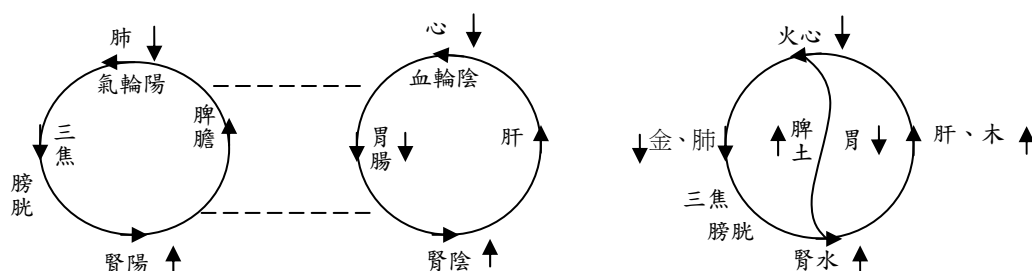 肺
氣輪陽
三焦
脾膽
膀胱
腎陽
心
血輪陰
胃腸
肝
腎陰
火心
金、肺
脾土
胃
肝、木
三焦
膀胱
腎水